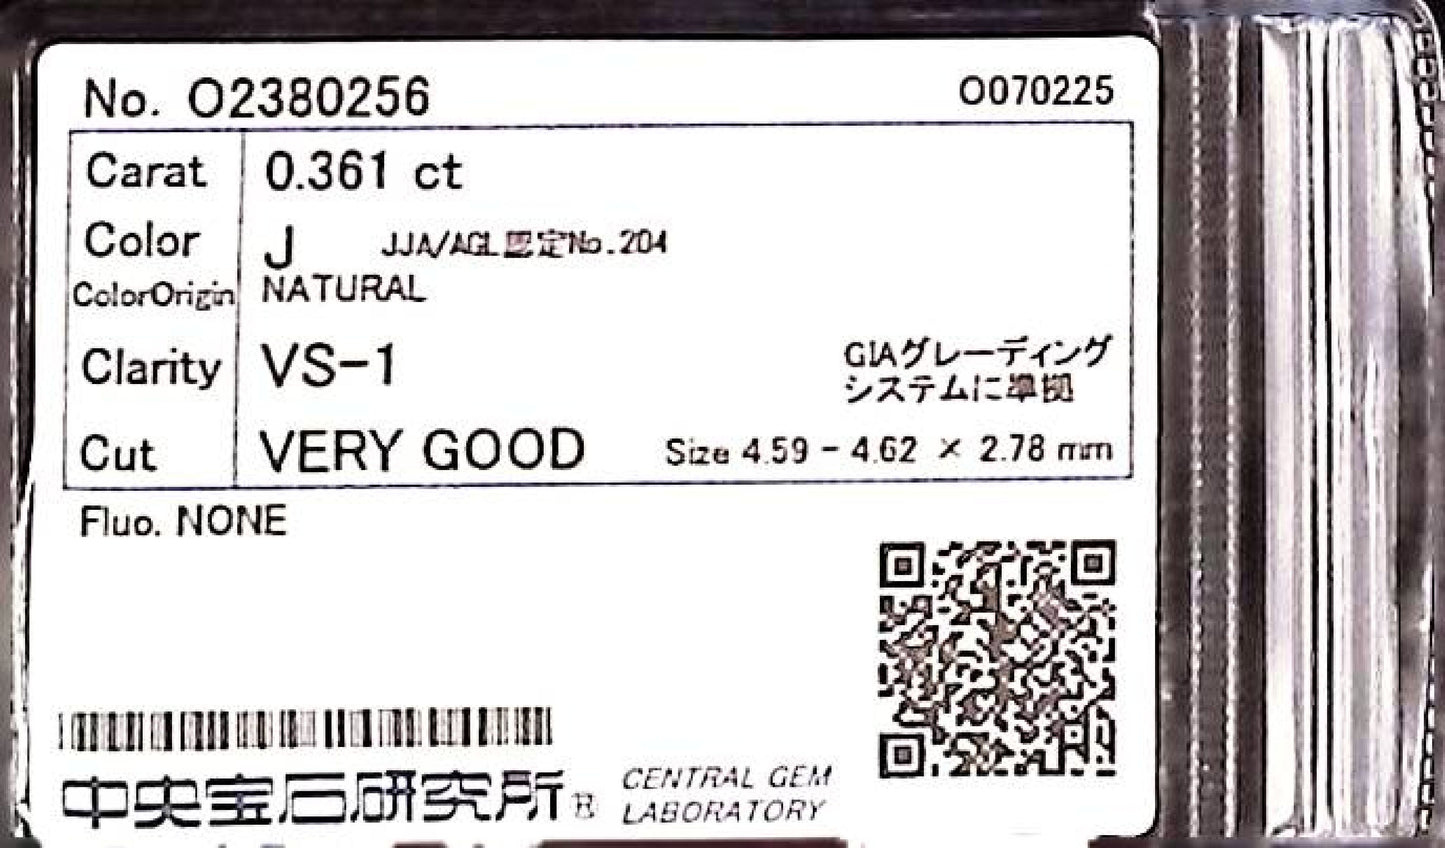 No. O2380256 O070225
Carat 0.361 ct
Color J JJA/AGL認定No.204
ColorOrigin NATURAL
Clarity VS-1 GIAグレーディング
システムに準拠
Cut VERY GOOD Size 4.59 - 4.62 × 2.78 mm
Fluo. NONE
中央宝石研究所® CENTRAL GEM
LABORATORY